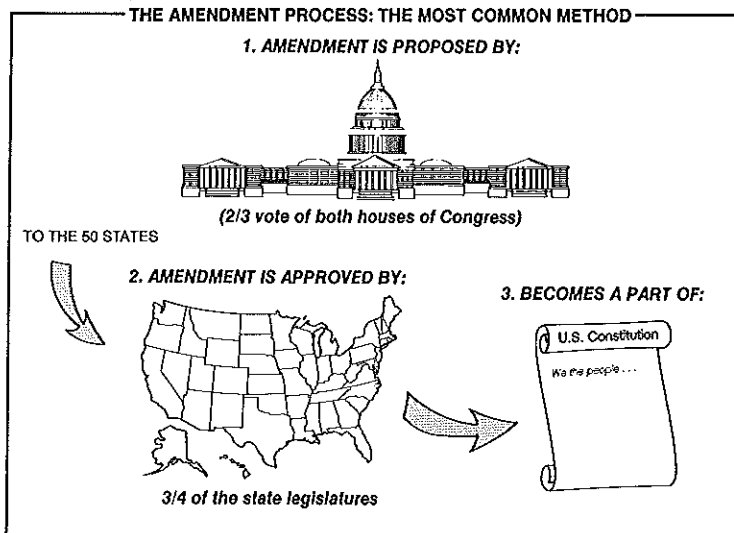 THE AMENDMENT PROCESS: THE MOST COMMON METHOD
1. AMENDMENT IS PROPOSED BY:
(2/3 vote of both houses of Congress)
TO THE 50 STATES
2. AMENDMENT IS APPROVED BY:
3/4 of the state legislatures
3. BECOMES A PART OF:
U.S. Constitution
We the people . . .